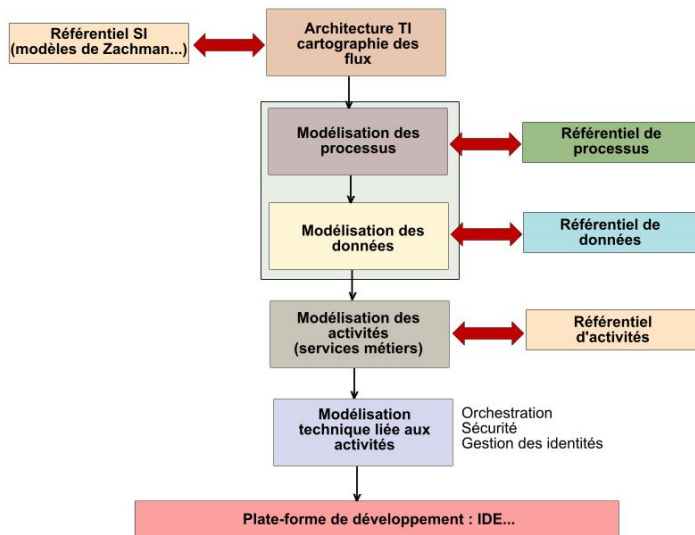 Référentiel SI
(modèles de Zachman...)
Architecture TI
cartographie des
flux
Modélisation des
processus
Référentiel de
processus
Modélisation des
données
Référentiel de
données
Modélisation des
activités
(services métiers)
Référentiel
d'activités
Modélisation
technique liée aux
activités
Orchestration
Sécurité
Gestion des identités
Plate-forme de développement : IDE...